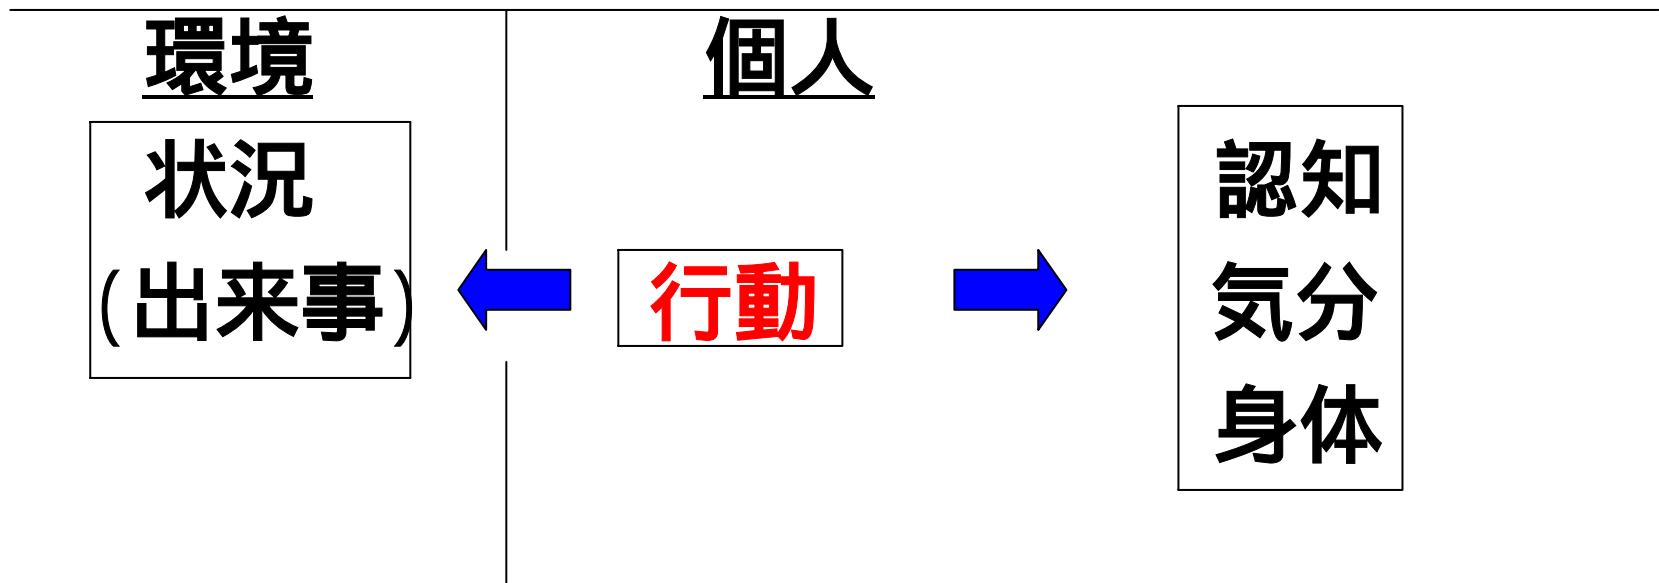 環境
個人
状況
(出来事)
行動
認知
気分
身体